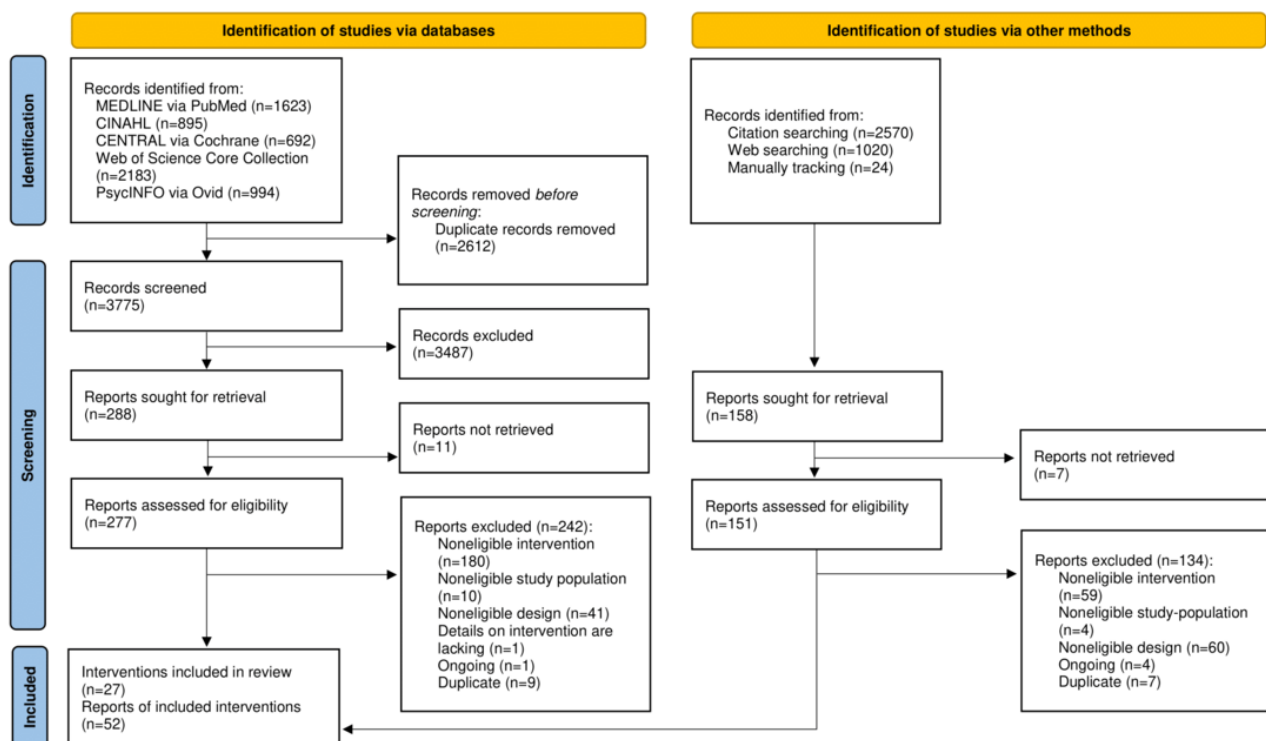 Identification of studies via databases
Identification of studies via other methods
Identification
Records identified from:
MEDLINE via PubMed (n=1623)
CINAHL (n=895)
CENTRAL via Cochrane (n=692)
Web of Science Core Collection
(n=2183)
PsycINFO via Ovid (n=994)
Records removed before
screening:
Duplicate records removed
(n=2612)
Records identified from:
Citation searching (n=2570)
Web searching (n=1020)
Manually tracking (n=24)
Screening
Records screened
(n=3775)
Records excluded
(n=3487)
Reports sought for retrieval
(n=288)
Reports not retrieved
(n=11)
Reports sought for retrieval
(n=158)
Reports not retrieved
(n=7)
Reports assessed for eligibility
(n=277)
Reports excluded (n=242):
Noneligible intervention
(n=180)
Noneligible study population
(n=10)
Noneligible design (n=41)
Details on intervention are
lacking (n=1)
Ongoing (n=1)
Duplicate (n=9)
Reports assessed for eligibility
(n=151)
Reports excluded (n=134):
Noneligible intervention
(n=59)
Noneligible study-population
(n=4)
Noneligible design (n=60)
Ongoing (n=4)
Duplicate (n=7)
Included
Interventions included in review
(n=27)
Reports of included interventions
(n=52)